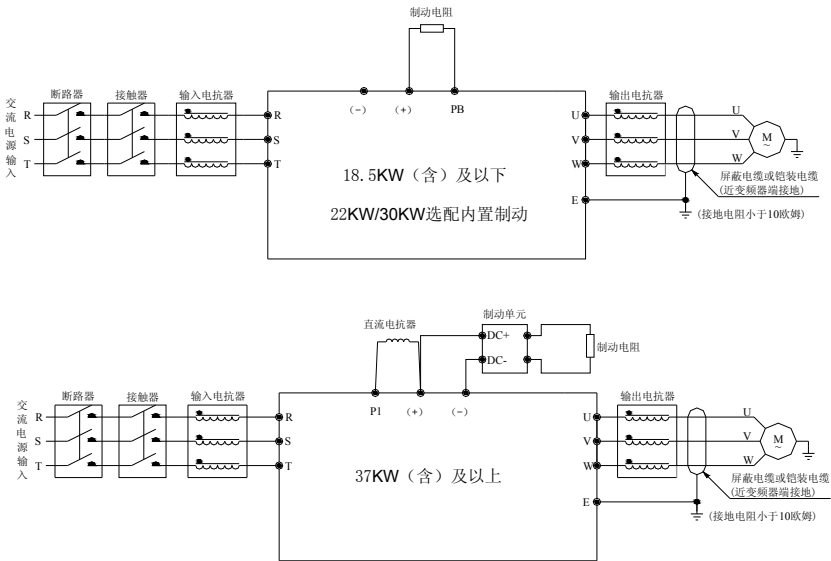 制动电阻
断路器
接触器
输入电抗器
输出电抗器
交流电源输入
R
S
T
R
S
T
(-)
(+)
PB
U
V
W
E
U
V
W
M
~
18.5KW（含）及以下
22KW/30KW选配内置制动
屏蔽电缆或铠装电缆
(近变频器端接地)
(接地电阻小于10欧姆)
制动单元
直流电抗器
DC+
DC-
制动电阻
断路器
接触器
输入电抗器
输出电抗器
交流电源输入
R
S
T
R
S
T
P1
(+)
(-)
U
V
W
E
U
V
W
M
~
37KW（含）及以上
屏蔽电缆或铠装电缆
(近变频器端接地)
(接地电阻小于10欧姆)